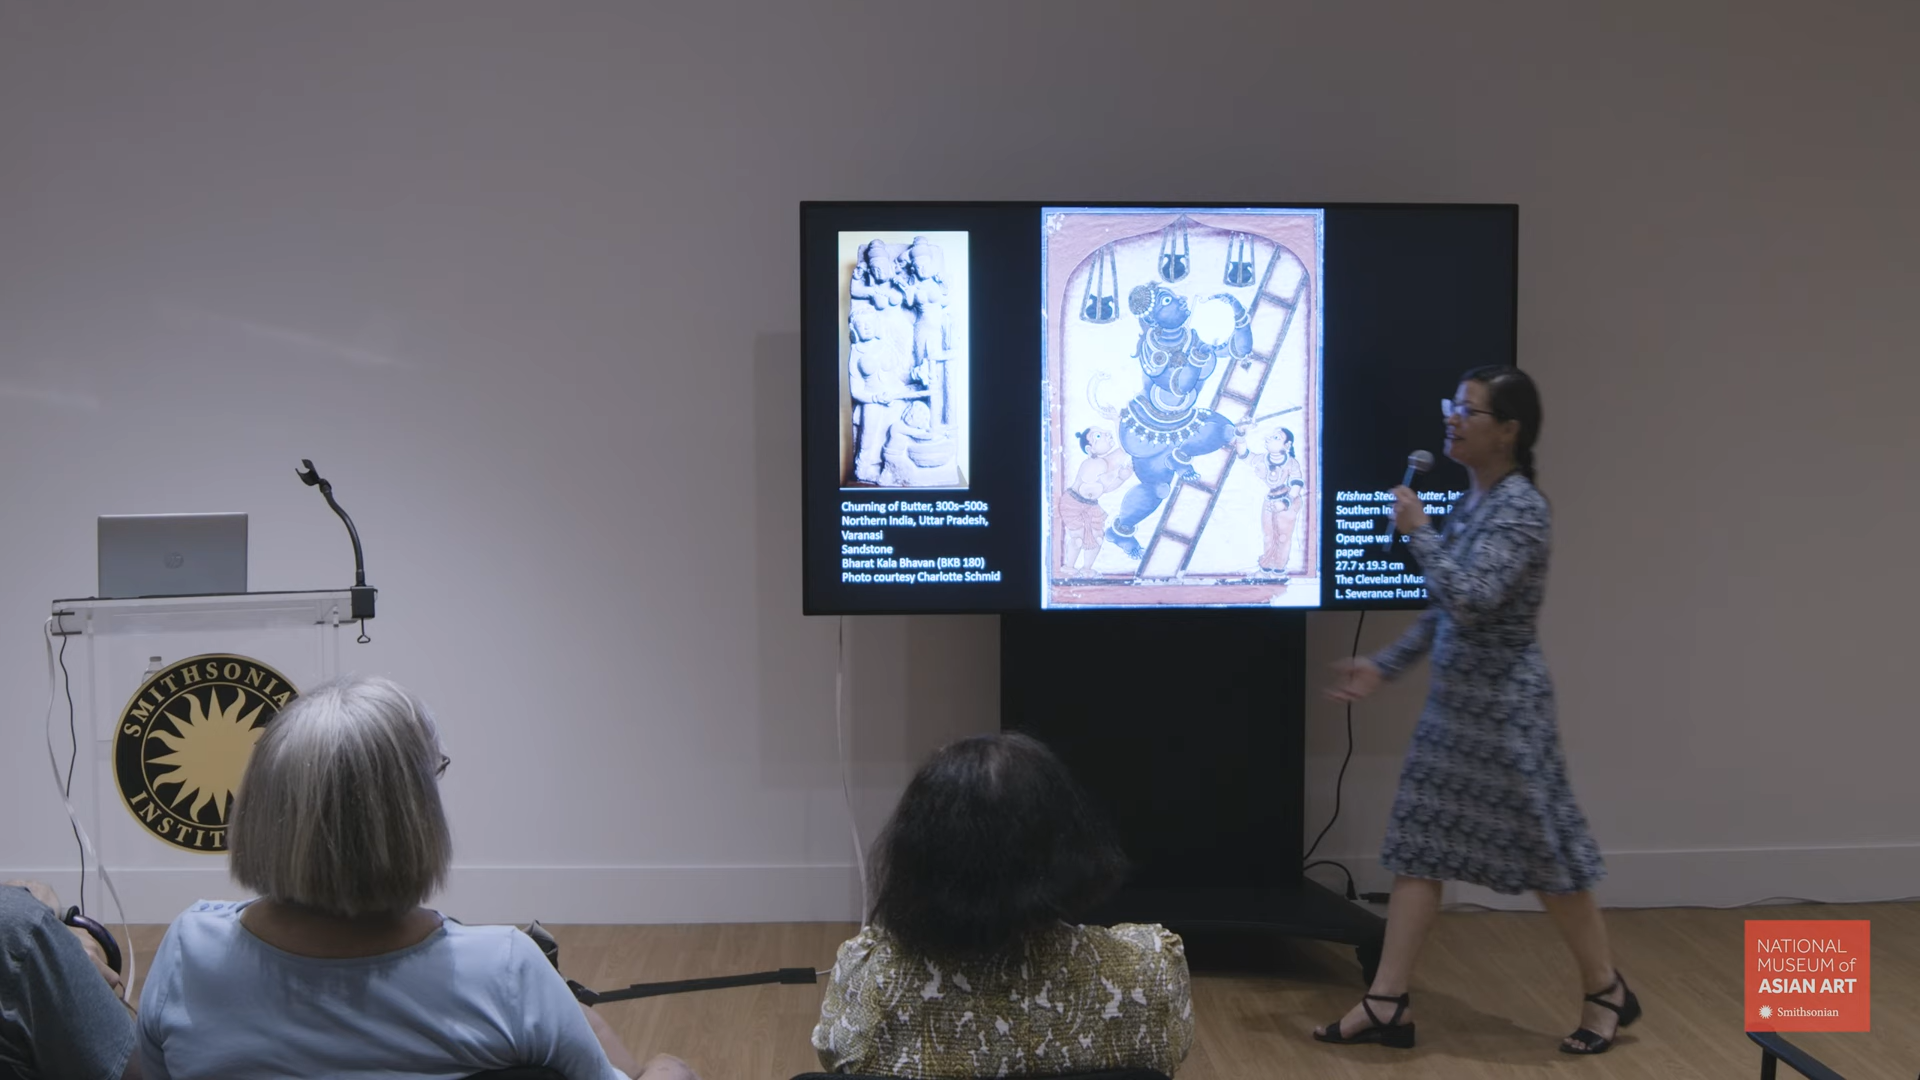 Churning of Butter, 300s–500s
Northern India, Uttar Pradesh,
Varanasi
Sandstone
Bharat Kala Bhavan (BKB 180)
Photo courtesy Charlotte Schmid
Krishna
Southern
Tirupati
Opaque
paper
27.7 x 19.3 cm
The Cleveland
L. Severance Fund
SMITHSONIA
INSTIT
NATIONAL
MUSEUM of
ASIAN ART
Smithsonian